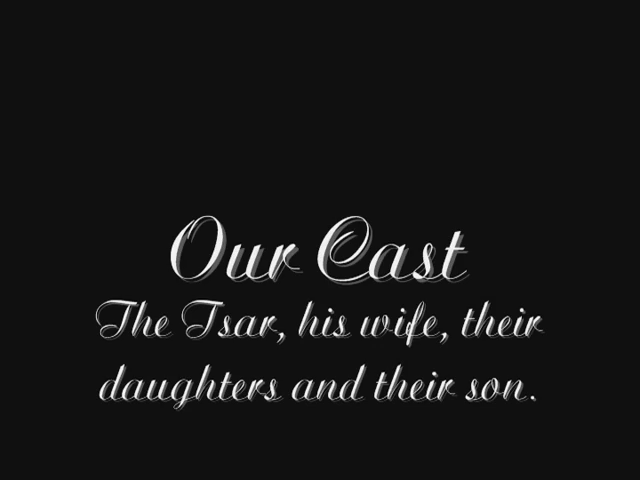 Our Cast
The Tsar, his wife, their
daughters and their son.